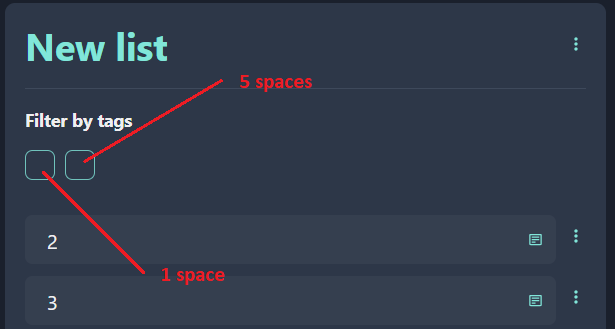 New list
5 spaces
Filter by tags
2
1 space
3